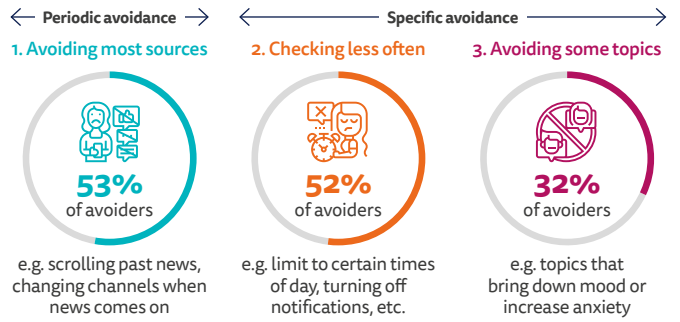 Periodic avoidance
Specific avoidance
1. Avoiding most sources
53%
of avoiders
e.g. scrolling past news,
changing channels when
news comes on
2. Checking less often
52%
of avoiders
e.g. limit to certain times
of day, turning off
notifications, etc.
3. Avoiding some topics
32%
of avoiders
e.g. topics that
bring down mood or
increase anxiety